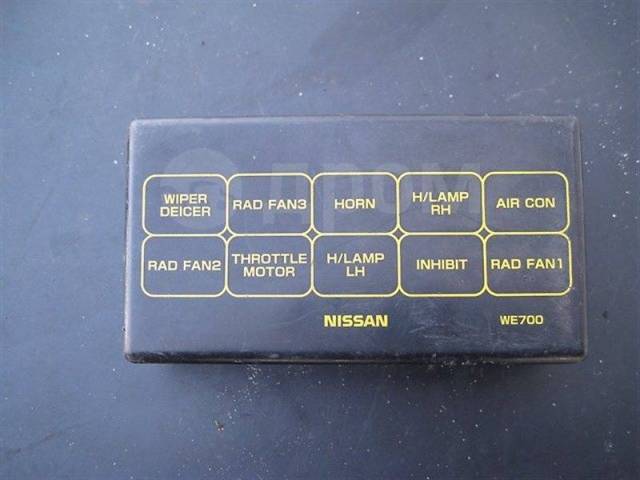 WIPER
DEICER
RAD FAN3
HORN
H/LAMP
RH
AIR CON
RAD FAN2
THROTTLE
MOTOR
H/LAMP
LH
INHIBIT
RAD FAN1
NISSAN
WE700
дром